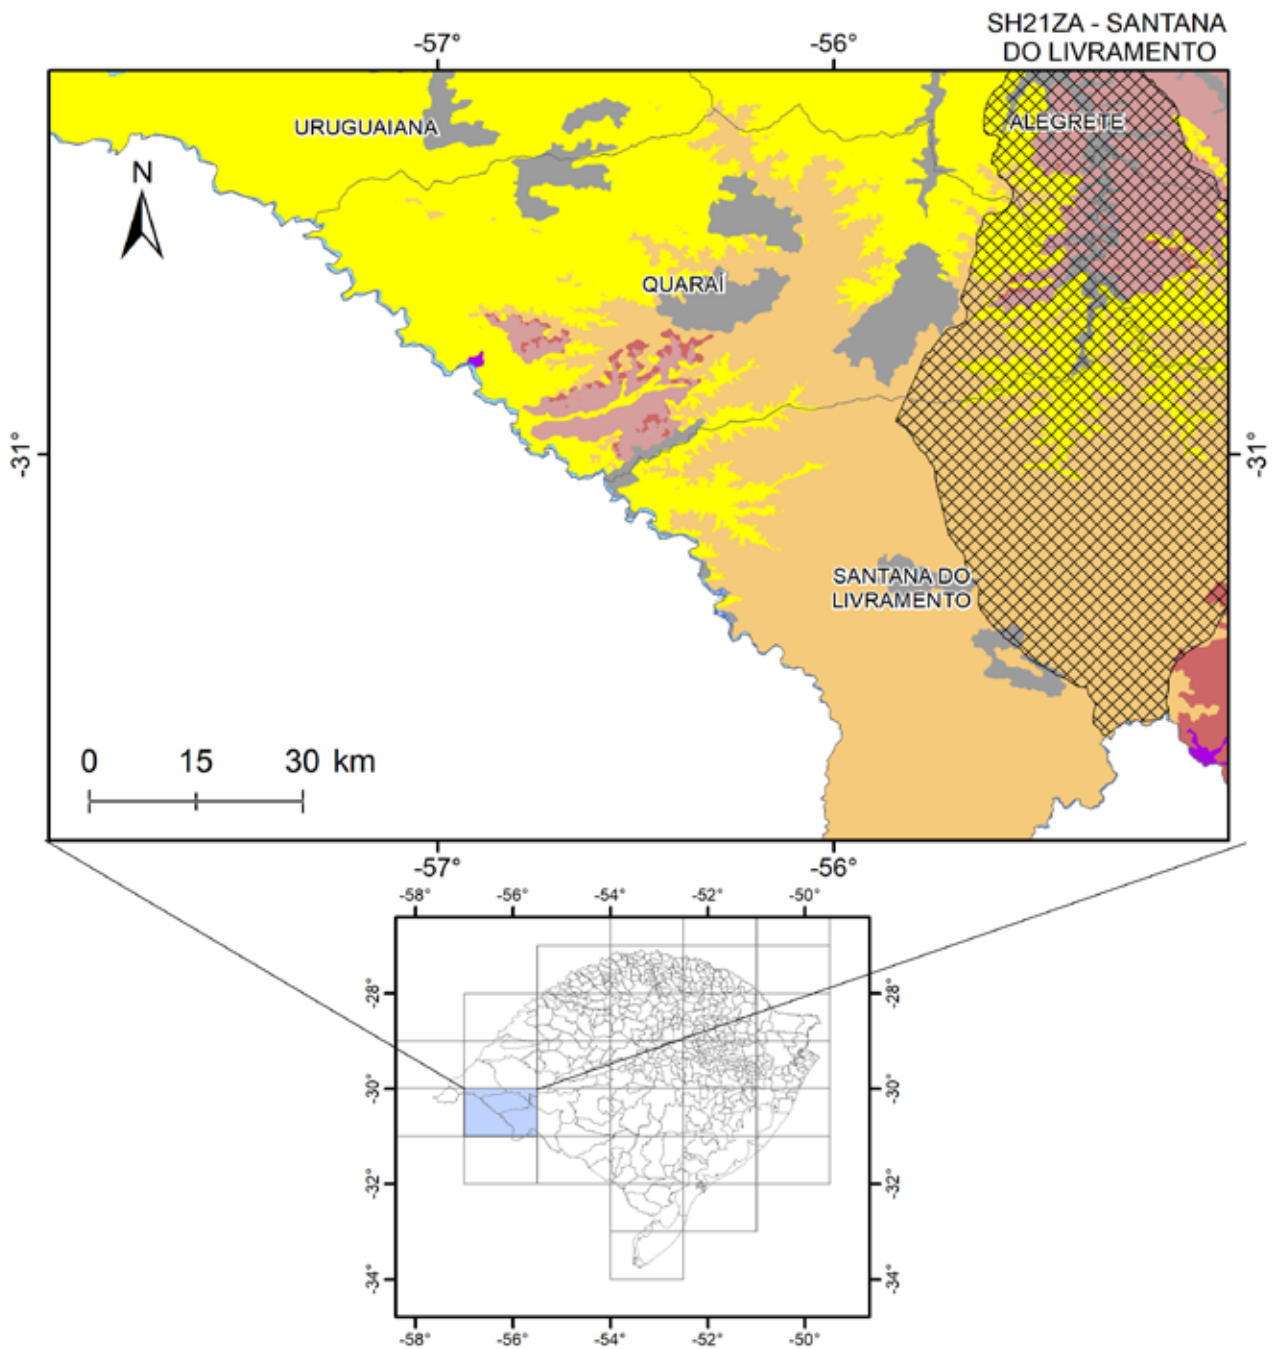 SH21ZA - SANTANA
DO LIVRAMENTO
-57°
-56°
URUGUAIANA
ALEGRETE
N
QUARAÍ
-31°
-31°
SANTANA DO
LIVRAMENTO
0 15 30 km
-57°
-56°
-58° -56° -54° -52° -50°
-28°
-28°
-30°
-30°
-32°
-32°
-34°
-34°
-58° -56° -54° -52° -50°